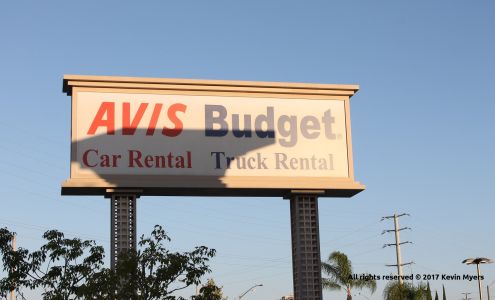 AVIS Budget
Car Rental Truck Rental
All rights reserved © 2017 Kevin Myers